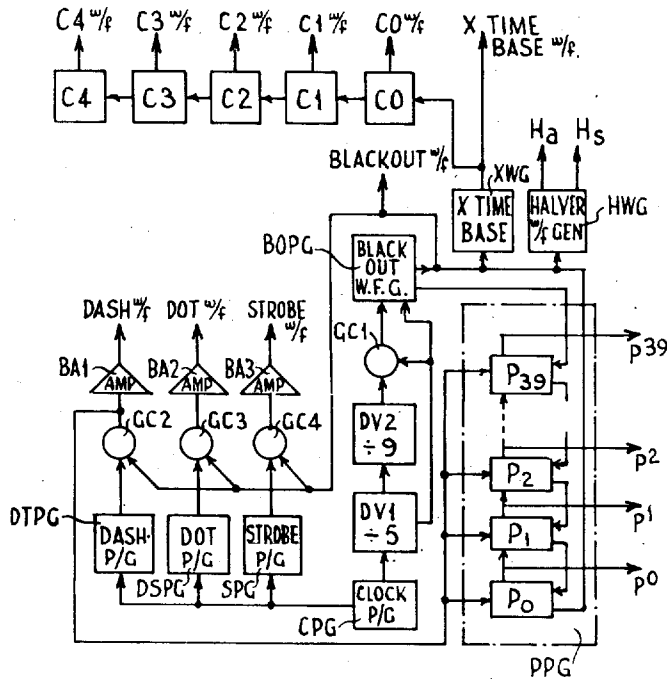 C4 w/f C3 w/f C2 w/f C1 w/f C0 w/f X TIME
BASE w/f.
C4 C3 C2 C1 C0
Ha Hs
BLACKOUT w/f
XWG
X TIME
BASE
HALVER
w/f GEN
HWG
BOPG
BLACK
OUT
W.F.G.
DASH w/f DOT w/f STROBE
w/f
GC1
P39
P39
BA1 AMP BA2 AMP BA3 AMP
GC2 GC3 GC4
DV2
÷9
P2
P2
DTPG
DASH
P/G
DOT
P/G
STROBE
P/G
DV1
÷5
P1
P1
DSPG SPG
CLOCK
P/G
CPG
P0
P0
PPG